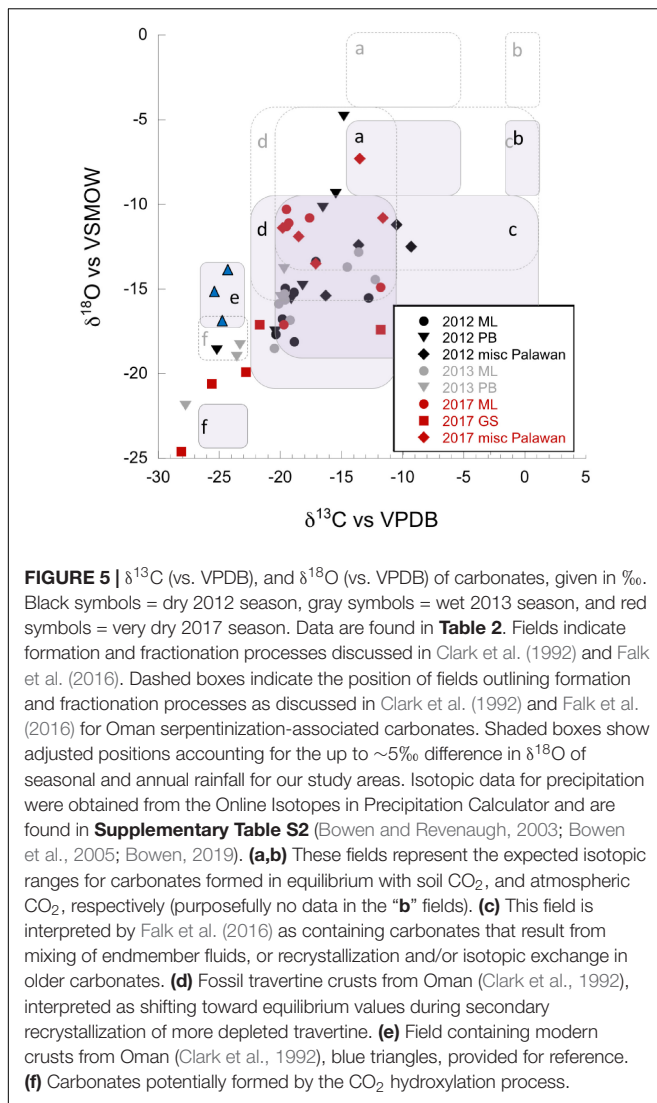 0
-5
-10
-15
-20
-25
δ¹⁸O vs VSMOW
a
b
d
a
c
b
d
c
e
f
f
2012 ML
2012 PB
2012 misc Palawan
2013 ML
2013 PB
2017 ML
2017 GS
2017 misc Palawan
-30 -25 -20 -15 -10 -5 0 5
δ¹³C vs VPDB
FIGURE 5 | δ¹³C (vs. VPDB), and δ¹⁸O (vs. VPDB) of carbonates, given in ‰.
Black symbols = dry 2012 season, gray symbols = wet 2013 season, and red
symbols = very dry 2017 season. Data are found in Table 2. Fields indicate
formation and fractionation processes discussed in Clark et al. (1992) and Falk
et al. (2016). Dashed boxes indicate the position of fields outlining formation
and fractionation processes as discussed in Clark et al. (1992) and Falk et al.
(2016) for Oman serpentinization-associated carbonates. Shaded boxes show
adjusted positions accounting for the up to ∼5‰ difference in δ¹⁸O of
seasonal and annual rainfall for our study areas. Isotopic data for precipitation
were obtained from the Online Isotopes in Precipitation Calculator and are
found in Supplementary Table S2 (Bowen and Revenaugh, 2003; Bowen
et al., 2005; Bowen, 2019). (a,b) These fields represent the expected isotopic
ranges for carbonates formed in equilibrium with soil CO₂, and atmospheric
CO₂, respectively (purposefully no data in the “b” fields). (c) This field is
interpreted by Falk et al. (2016) as containing carbonates that result from
mixing of endmember fluids, or recrystallization and/or isotopic exchange in
older carbonates. (d) Fossil travertine crusts from Oman (Clark et al., 1992),
interpreted as shifting toward equilibrium values during secondary
recrystallization of more depleted travertine. (e) Field containing modern
crusts from Oman (Clark et al., 1992), blue triangles, provided for reference.
(f) Carbonates potentially formed by the CO₂ hydroxylation process.